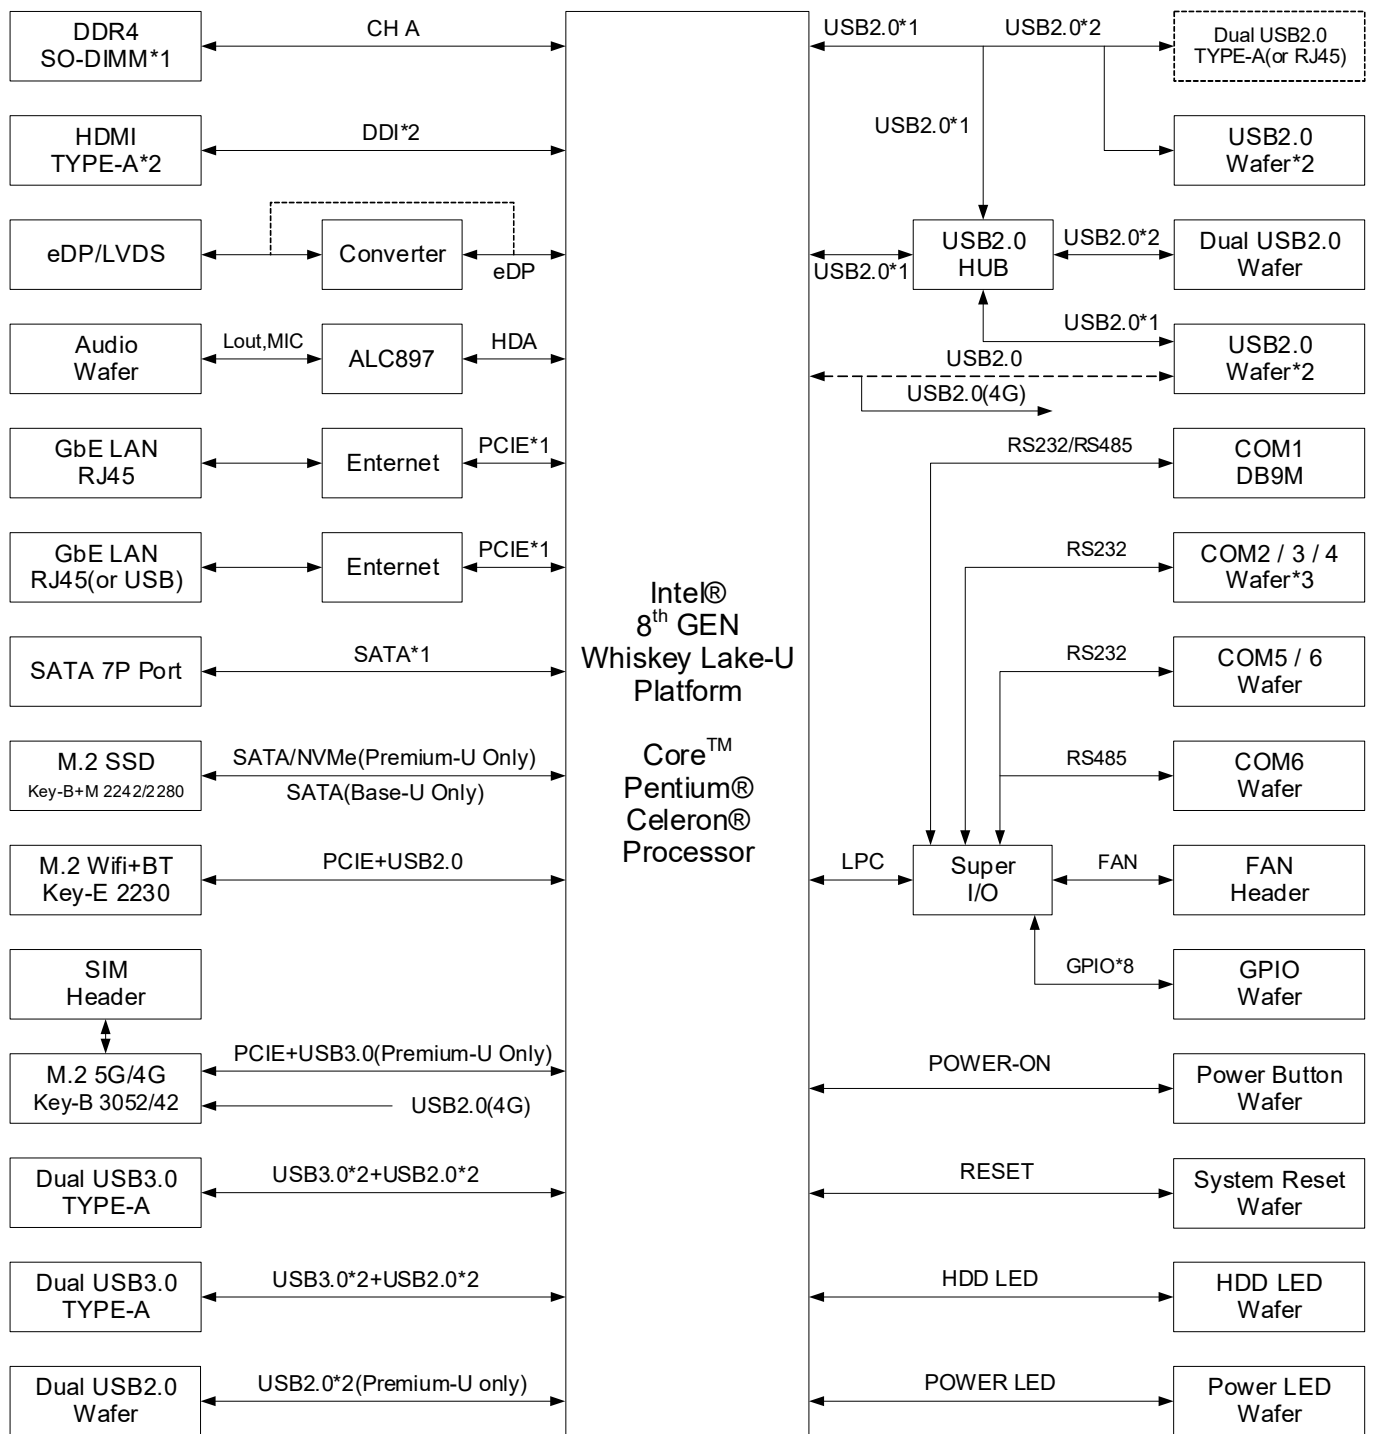 DDR4
SO-DIMM*1
CH A
HDMI
TYPE-A*2
DDI*2
eDP/LVDS
Converter
eDP
Audio
Wafer
Lout,MIC
ALC897
HDA
GbE LAN
RJ45
Enternet
PCIE*1
GbE LAN
RJ45(or USB)
Enternet
PCIE*1
SATA 7P Port
SATA*1
M.2 SSD
Key-B+M 2242/2280
SATA/NVMe(Premium-U Only)
SATA(Base-U Only)
M.2 Wifi+BT
Key-E 2230
PCIE+USB2.0
SIM
Header
M.2 5G/4G
Key-B 3052/42
PCIE+USB3.0(Premium-U Only)
USB2.0(4G)
Dual USB3.0
TYPE-A
USB3.0*2+USB2.0*2
Dual USB3.0
TYPE-A
USB3.0*2+USB2.0*2
Dual USB2.0
Wafer
USB2.0*2(Premium-U only)
Intel®
8th GEN
Whiskey Lake-U
Platform
Core™
Pentium®
Celeron®
Processor
USB2.0*1
USB2.0*2
Dual USB2.0
TYPE-A(or RJ45)
USB2.0*1
USB2.0
Wafer*2
USB2.0*1
USB2.0
HUB
USB2.0*2
Dual USB2.0
Wafer
USB2.0*1
USB2.0
Wafer*2
USB2.0
USB2.0(4G)
RS232/RS485
COM1
DB9M
RS232
COM2 / 3 / 4
Wafer*3
RS232
COM5 / 6
Wafer
RS485
COM6
Wafer
LPC
Super
I/O
FAN
FAN
Header
GPIO*8
GPIO
Wafer
POWER-ON
Power Button
Wafer
RESET
System Reset
Wafer
HDD LED
HDD LED
Wafer
POWER LED
Power LED
Wafer